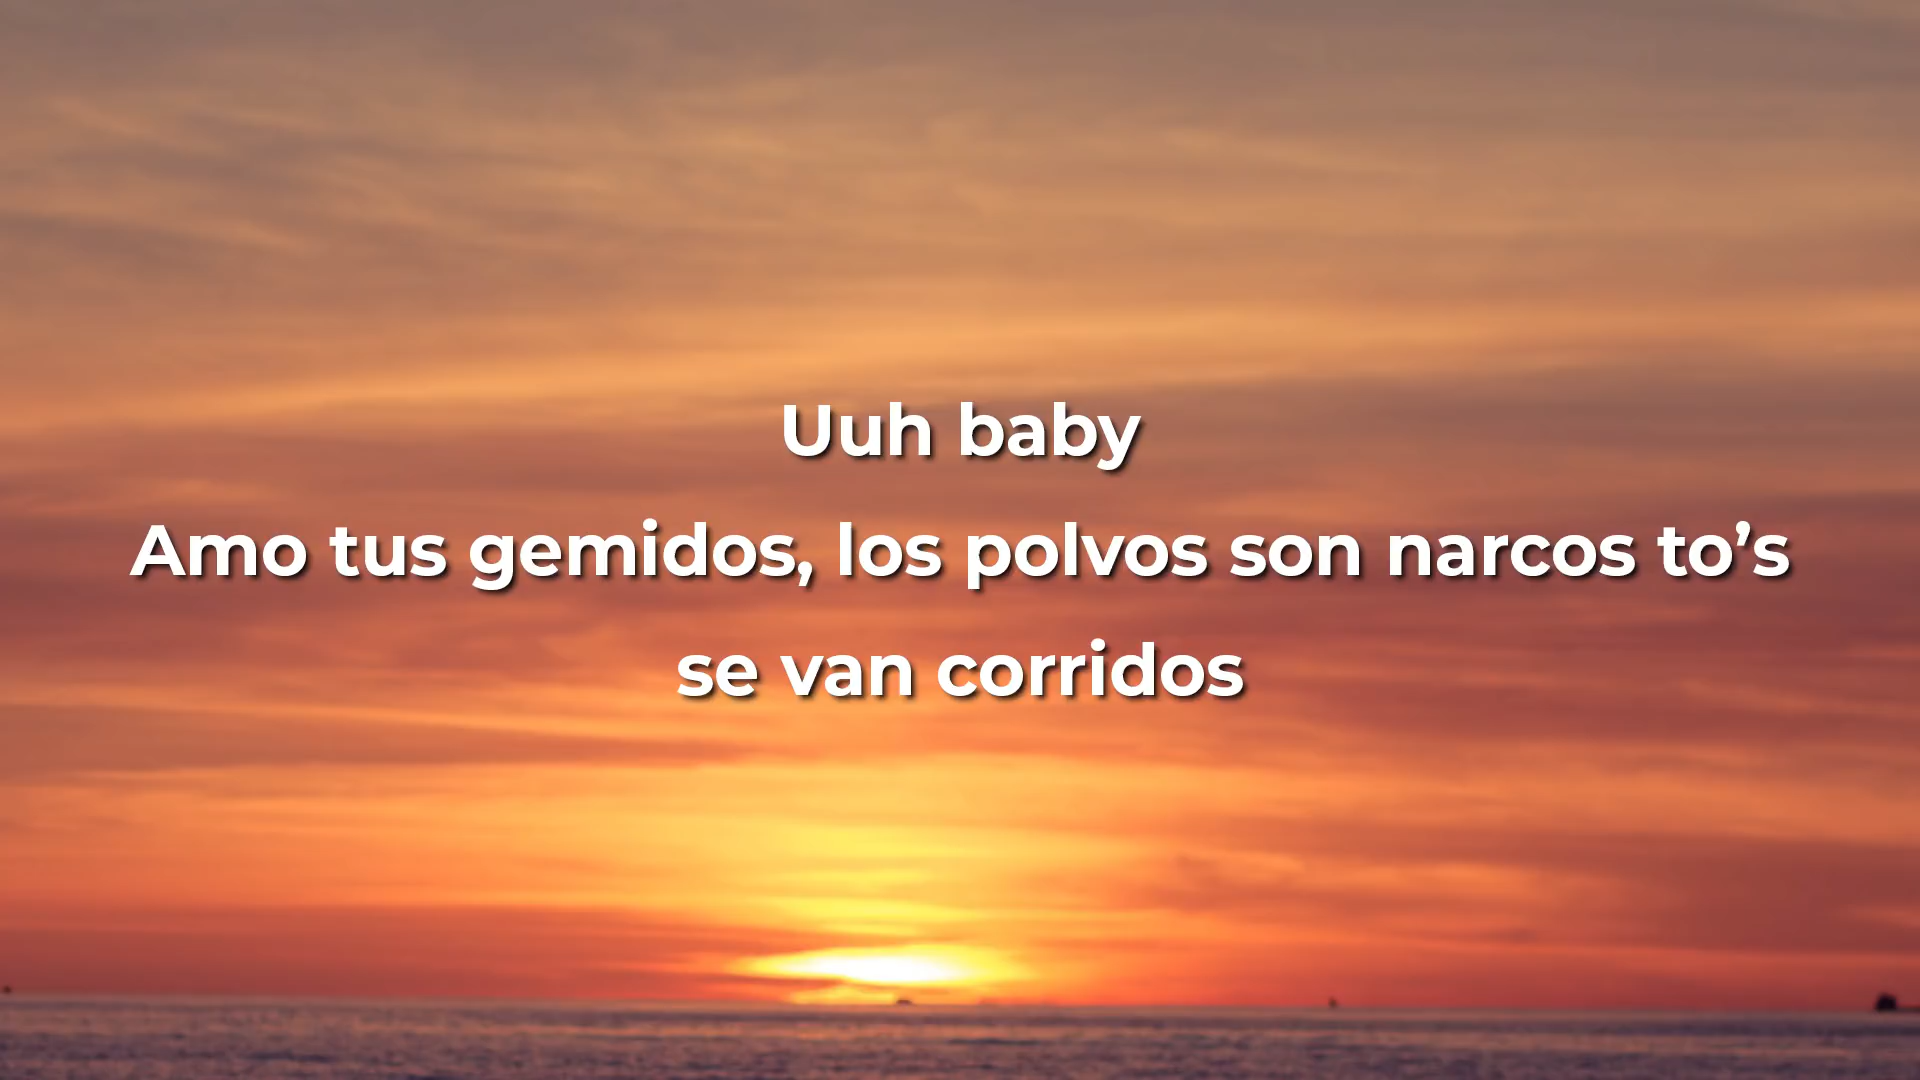 Uuh baby
Amo tus gemidos, los polvos son narcos to’s
se van corridos